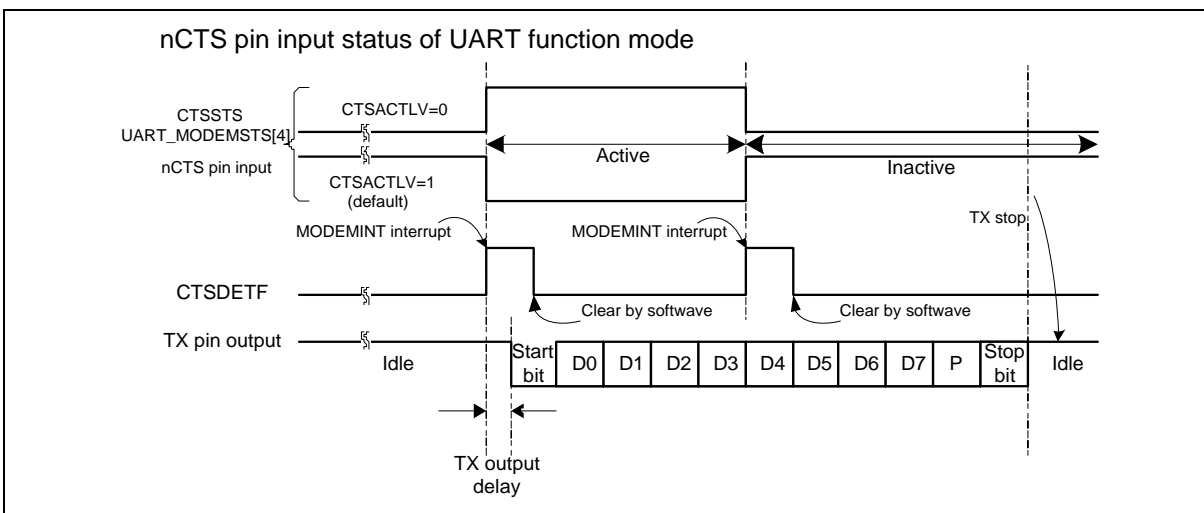 nCTS pin input status of UART function mode
CTSSTS
UART_MODEMSTS[4]
nCTS pin input
CTSACTLV=0
CTSACTLV=1
(default)
Active
Inactive
MODEMINT interrupt
MODEMINT interrupt
TX stop
CTSDETF
Clear by softwave
Clear by softwave
TX pin output
Idle
Start
bit
D0
D1
D2
D3
D4
D5
D6
D7
P
Stop
bit
Idle
TX output
delay